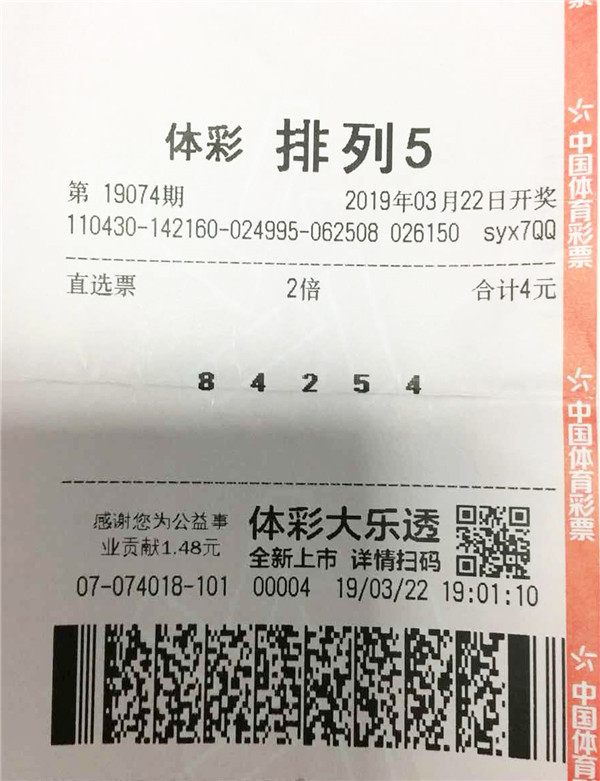 体彩 排列5
第 19074期 2019年03月22日开奖
110430-142160-024995-062508 026150 syx7QQ
直选票 2倍 合计4元
8 4 2 5 4
感谢您为公益事
业贡献1.48元
体彩大乐透
全新上市 详情扫码
07-074018-101 00004 19/03/22 19:01:10
票
中国体育彩票
中国体育彩票
中国体育